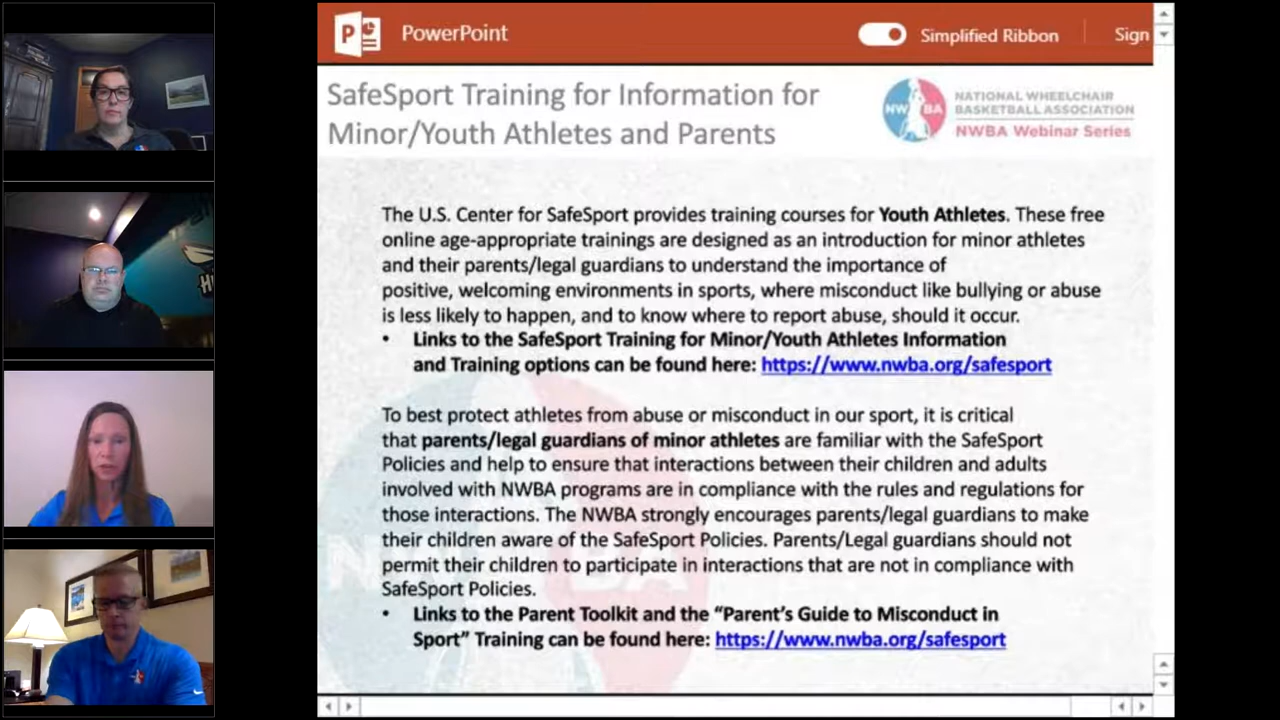 PowerPoint
Simplified Ribbon
Sign
SafeSport Training for Information for
Minor/Youth Athletes and Parents
NWBA
NATIONAL WHEELCHAIR
BASKETBALL ASSOCIATION
NWBA Webinar Series
The U.S. Center for SafeSport provides training courses for Youth Athletes. These free
online age-appropriate trainings are designed as an introduction for minor athletes
and their parents/legal guardians to understand the importance of
positive, welcoming environments in sports, where misconduct like bullying or abuse
is less likely to happen, and to know where to report abuse, should it occur.
• Links to the SafeSport Training for Minor/Youth Athletes Information
and Training options can be found here: https://www.nwba.org/safesport
To best protect athletes from abuse or misconduct in our sport, it is critical
that parents/legal guardians of minor athletes are familiar with the SafeSport
Policies and help to ensure that interactions between their children and adults
involved with NWBA programs are in compliance with the rules and regulations for
those interactions. The NWBA strongly encourages parents/legal guardians to make
their children aware of the SafeSport Policies. Parents/Legal guardians should not
permit their children to participate in interactions that are not in compliance with
SafeSport Policies.
• Links to the Parent Toolkit and the “Parent’s Guide to Misconduct in
Sport” Training can be found here: https://www.nwba.org/safesport